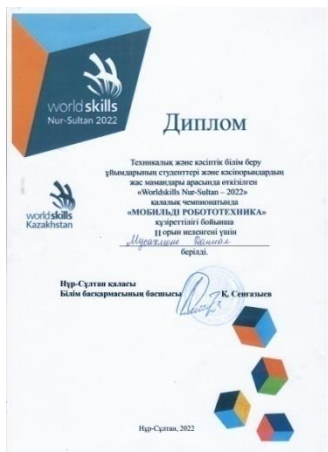 worldskills
Nur-Sultan 2022
Диплом
Техникалық және кәсіптік білім беру
ұйымдарының студенттері және кәсіпорындардың
жас мамандары арасында өткізілген
«Worldskills Nur-Sultan – 2022»
қалалық чемпионатында
«МОБИЛЬДІ РОБОТОТЕХНИКА»
құзіреттілігі бойынша
II орын иеленгені үшін
берілді.
worldskills
Kazakhstan
Нұр-Сұлтан қаласы
Білім басқармасының басшысы Қ. Сенғазыев
Нұр-Сұлтан, 2022